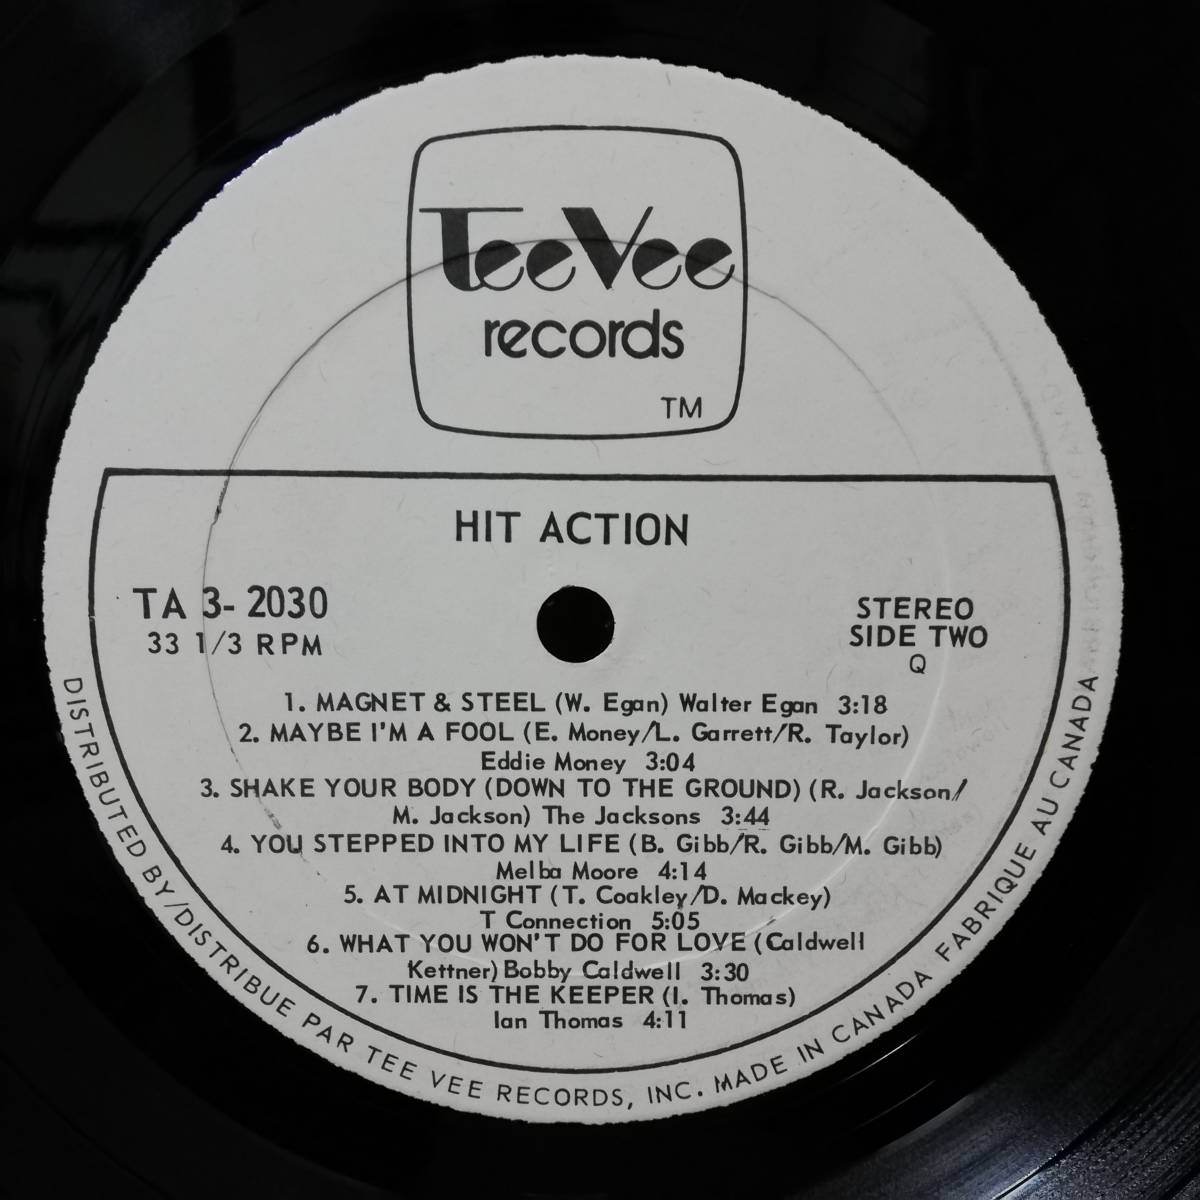 TeeVee
records
TM
HIT ACTION
TA 3- 2030
33 1/3 RPM
STEREO
SIDE TWO
Q
1. MAGNET & STEEL (W. Egan) Walter Egan 3:18
2. MAYBE I'M A FOOL (E. Money/L. Garrett/R. Taylor)
Eddie Money 3:04
3. SHAKE YOUR BODY (DOWN TO THE GROUND) (R. Jackson/
M. Jackson) The Jacksons 3:44
4. YOU STEPPED INTO MY LIFE (B. Gibb/R. Gibb/M. Gibb)
Melba Moore 4:14
5. AT MIDNIGHT (T. Coakley/D. Mackey)
T Connection 5:05
6. WHAT YOU WON'T DO FOR LOVE (Caldwell
Kettner) Bobby Caldwell 3:30
7. TIME IS THE KEEPER (I. Thomas)
Ian Thomas 4:11
DISTRIBUTED BY/DISTRIBUE PAR TEE VEE RECORDS, INC. MADE IN CANADA FABRIQUE AU CANADA